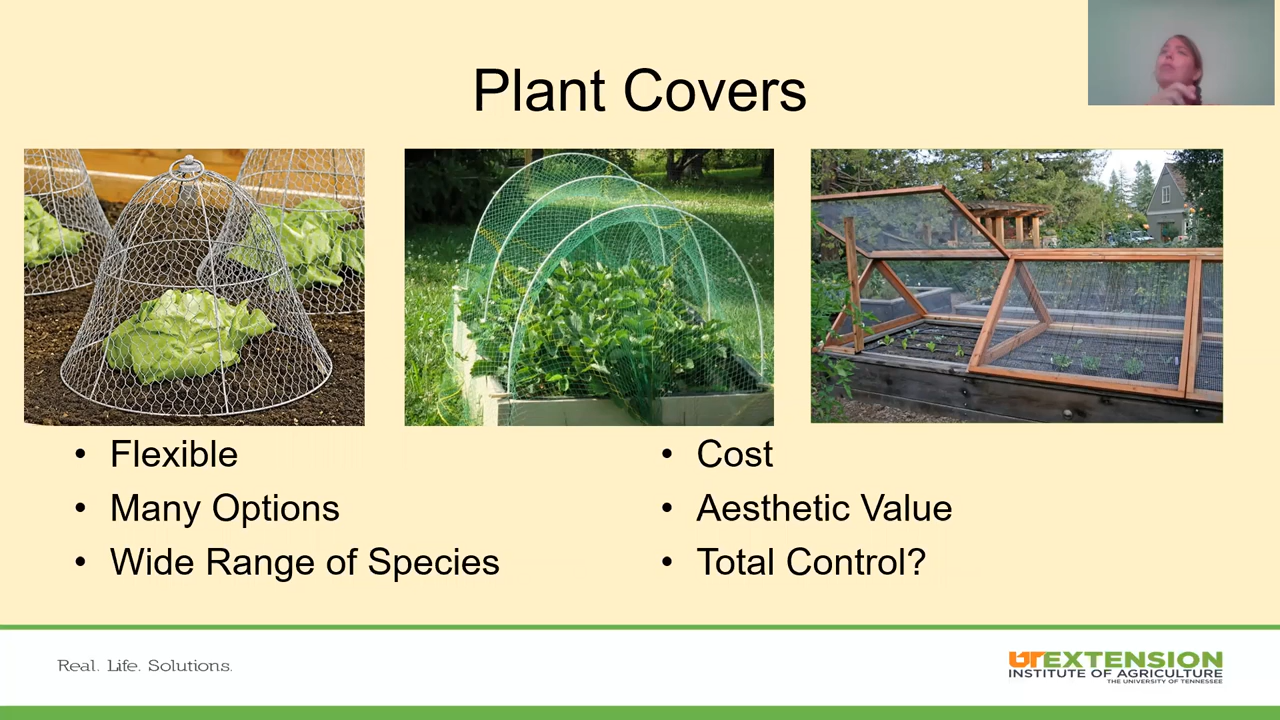 Plant Covers
• Flexible
• Many Options
• Wide Range of Species
• Cost
• Aesthetic Value
• Total Control?
Real. Life. Solutions.
UTEXTENSION
INSTITUTE OF AGRICULTURE
THE UNIVERSITY OF TENNESSEE